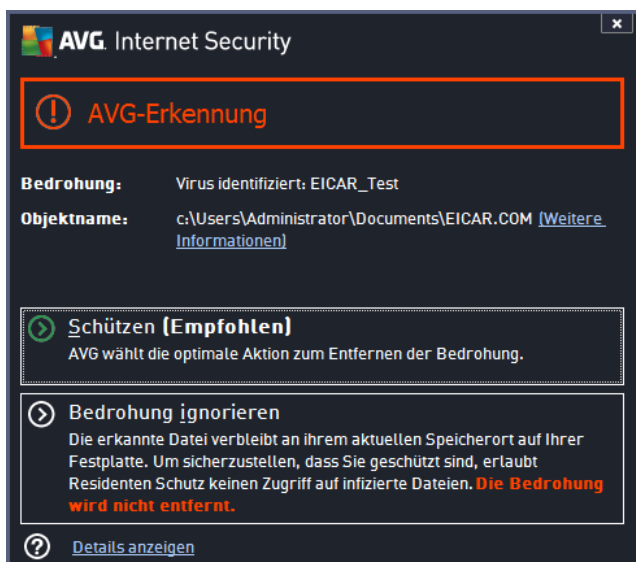 AVG. Internet Security
AVG-Erkennung
Bedrohung: Virus identifiziert: EICAR_Test
Objektname: c:\Users\Administrator\Documents\EICAR.COM (Weitere
Informationen)
Schützen (Empfohlen)
AVG wählt die optimale Aktion zum Entfernen der Bedrohung.
Bedrohung ignorieren
Die erkannte Datei verbleibt an ihrem aktuellen Speicherort auf Ihrer
Festplatte. Um sicherzustellen, dass Sie geschützt sind, erlaubt
Residenten Schutz keinen Zugriff auf infizierte Dateien. Die Bedrohung
wird nicht entfernt.
Details anzeigen